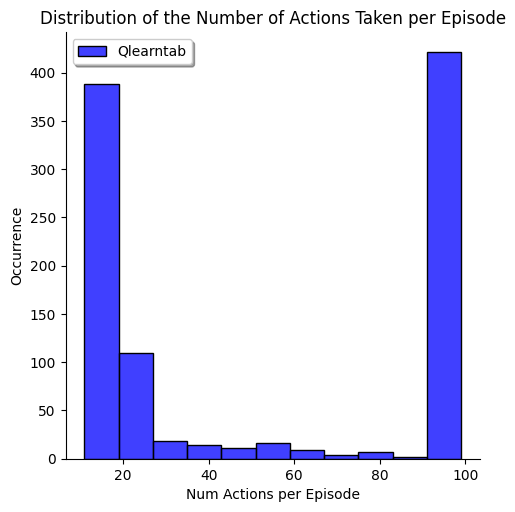 Distribution of the Number of Actions Taken per Episode
Qlearntab
400
350
300
250
200
150
100
50
0
Occurrence
20 40 60 80 100
Num Actions per Episode